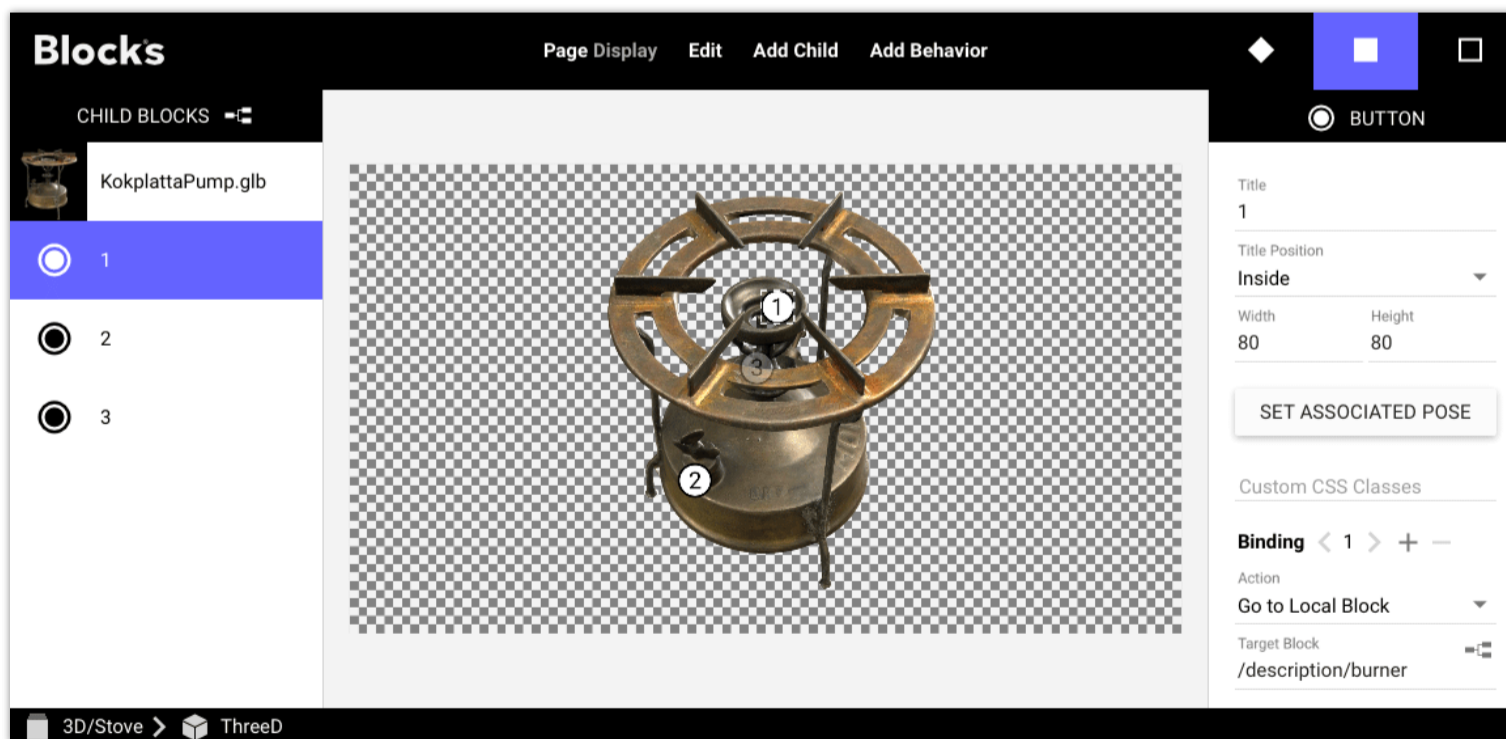 Blocks
Page Display Edit Add Child Add Behavior
CHILD BLOCKS
KokplattaPump.glb
1
2
3
1
3
2
BUTTON
Title
1
Title Position
Inside
Width Height
80 80
SET ASSOCIATED POSE
Custom CSS Classes
Binding 1
Action
Go to Local Block
Target Block
/description/burner
3D/Stove ThreeD